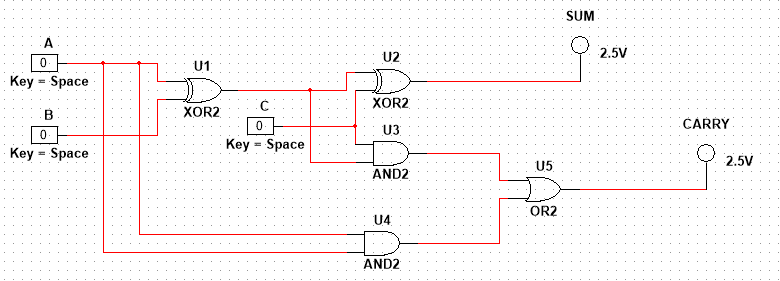 SUM
2.5V
A
0
Key = Space
U1
XOR2
U2
XOR2
B
0
Key = Space
C
0
Key = Space
U3
AND2
CARRY
2.5V
U5
OR2
U4
AND2